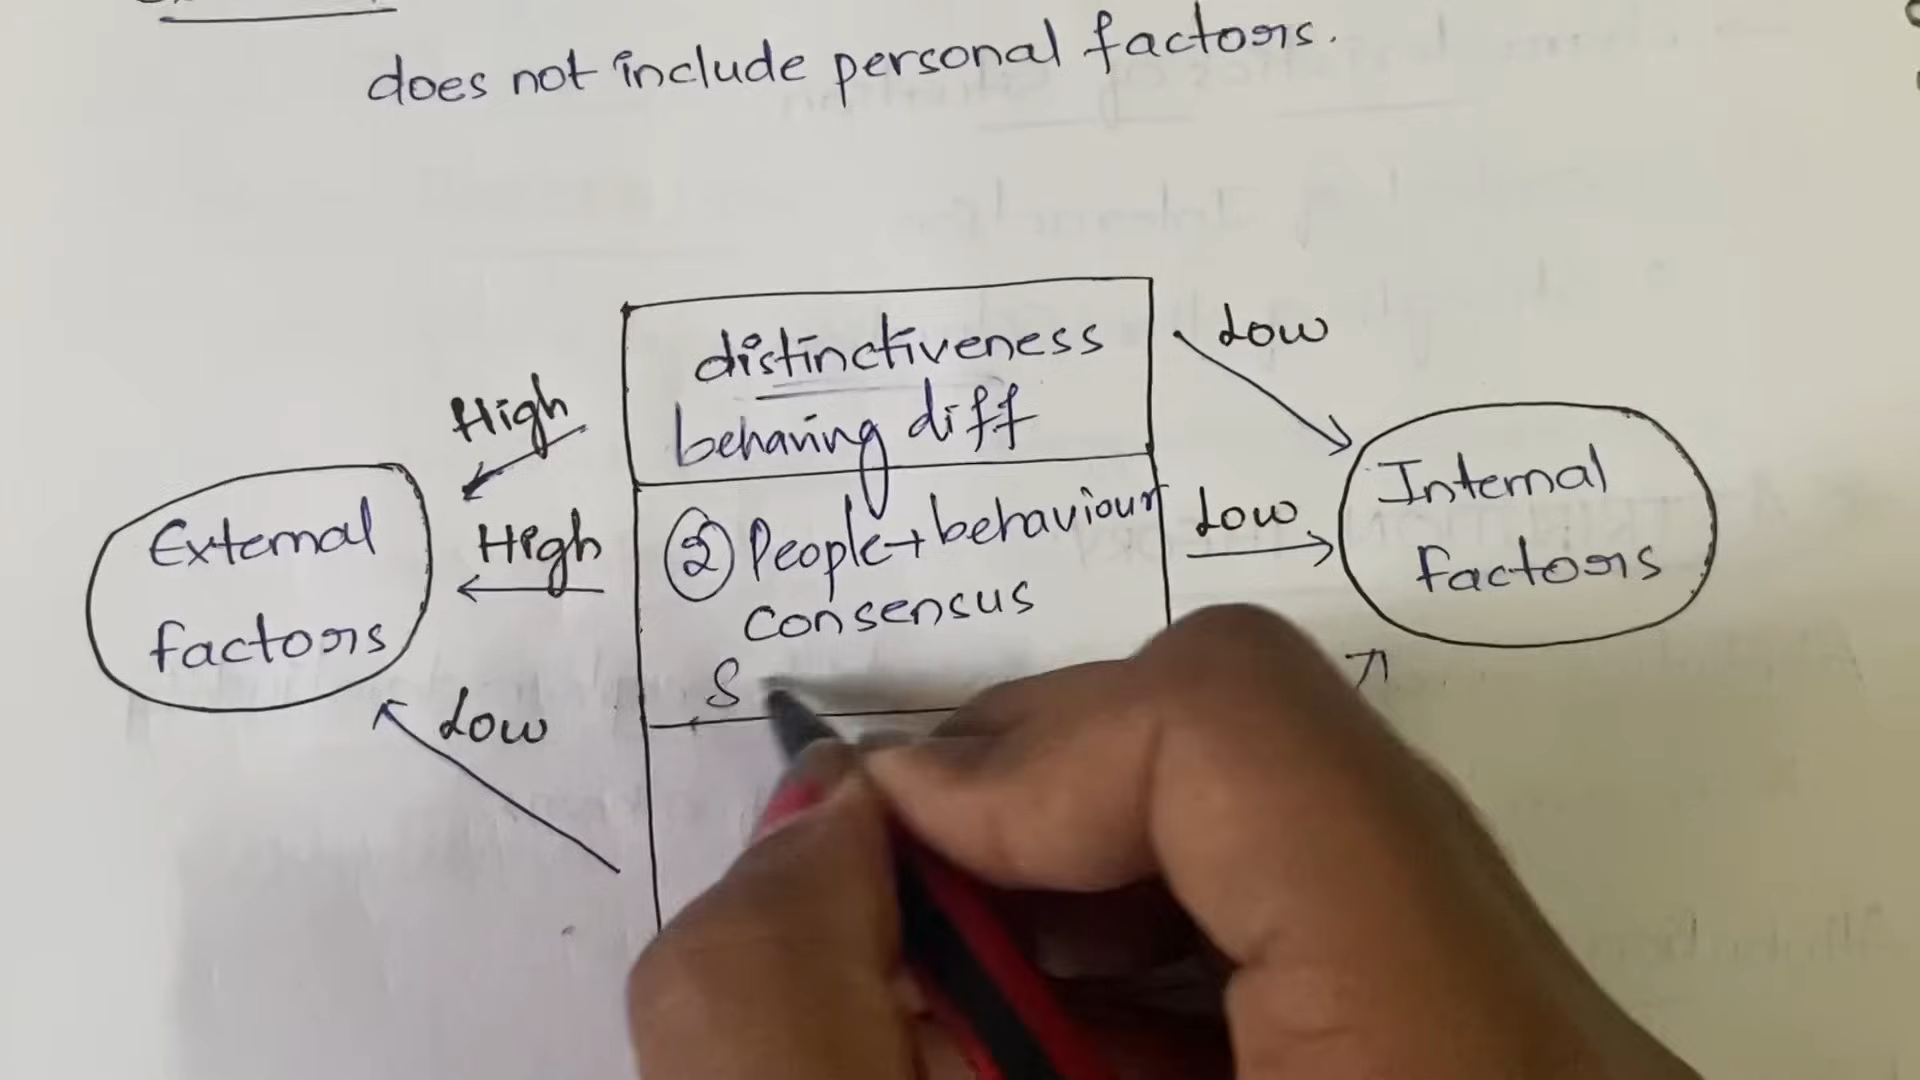 does not include personal factors.
distinctiveness
behaving diff
Low
High
External
factors
High
② People → behaviour
consensus
S
Low
Internal
factors
Low